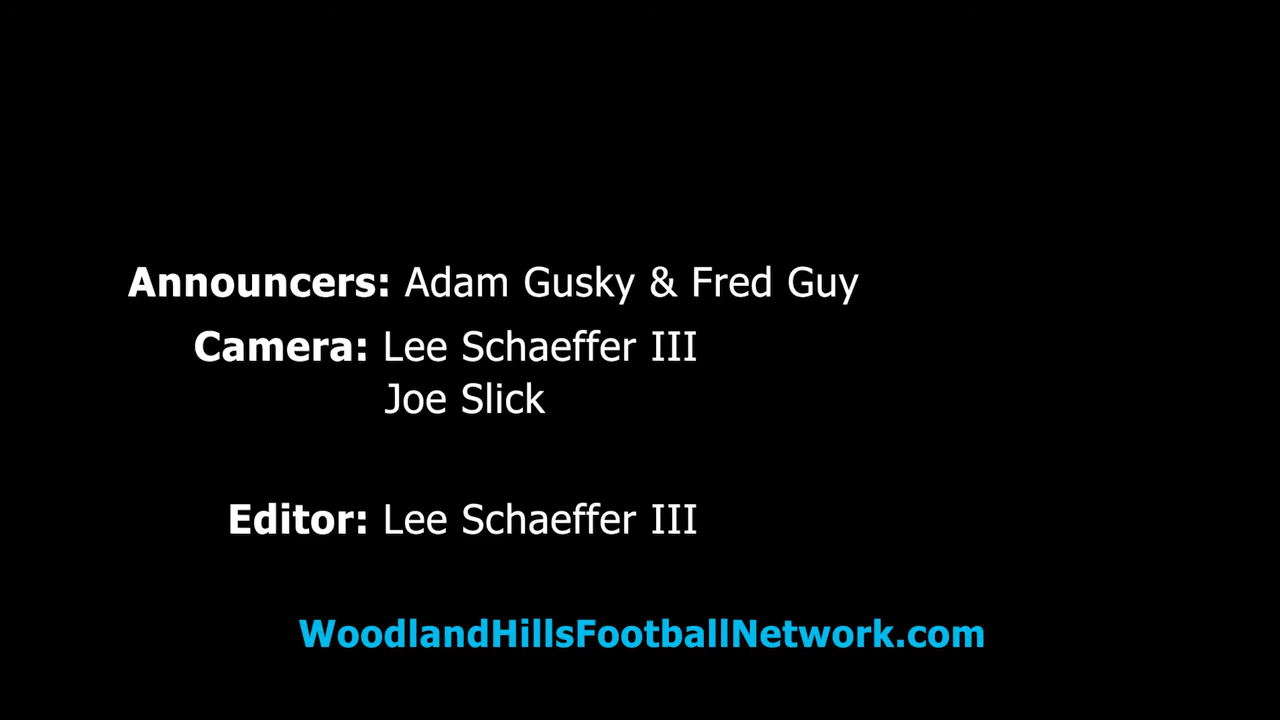 Announcers: Adam Gusky & Fred Guy
Camera: Lee Schaeffer III
Joe Slick
Editor: Lee Schaeffer III
WoodlandHillsFootballNetwork.com